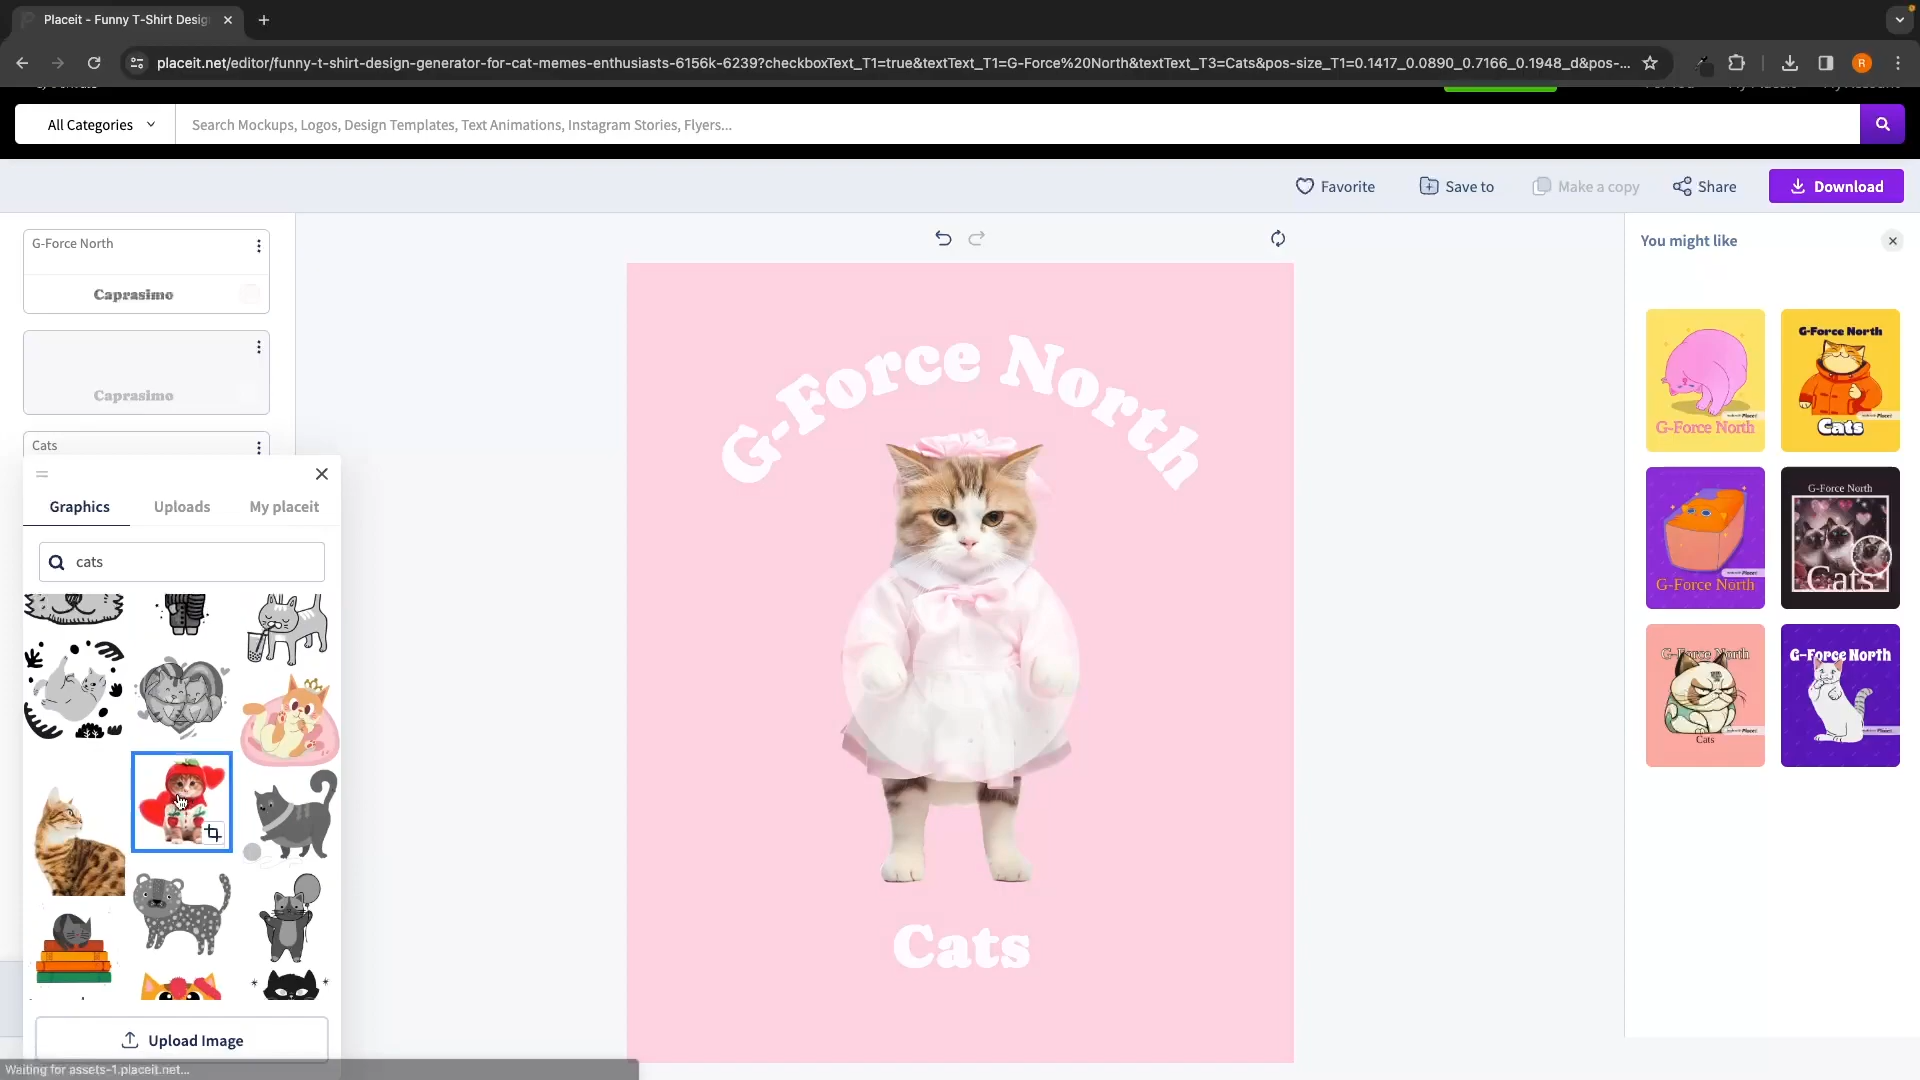 Placeit - Funny T-Shirt Desig
placeit.net/editor/funny-t-shirt-design-generator-for-cat-memes-enthusiasts-6156k-6239?checkboxText_T1=true&textText_T1=G-Force%20North&textText_T3=Cats&pos-size_T1=0.1417_0.0890_0.7166_0.1948_d&pos-...
R
All Categories
Search Mockups, Logos, Design Templates, Text Animations, Instagram Stories, Flyers...
Favorite
Save to
Make a copy
Share
Download
G-Force North
Caprasimo
Caprasimo
Cats
Graphics
Uploads
My placeit
cats
Upload Image
Waiting for assets-1.placeit.net...
G-Force North
Cats
You might like
G-Force North
G-Force North
Cats
G-Force North
G-Force North
Cats
G-Force North
Cats
G-Force North